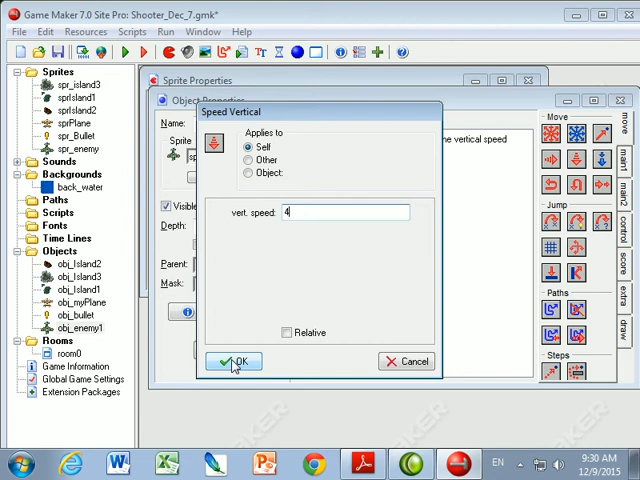 Game Maker 7.0 Site Pro: Shooter_Dec_7.gmk*
File Edit Resources Scripts Run Window Help
Sprites
spr_island3
sprIsland1
sprIsland2
sprPlane
spr_Bullet
spr_enemy
Sounds
Backgrounds
back_water
Paths
Scripts
Fonts
Time Lines
Objects
obj_Island2
obj_Island3
obj_Island1
obj_myPlane
obj_bullet
obj_enemy1
Rooms
room0
Game Information
Global Game Settings
Extension Packages
Sprite Properties
Object Properties
Name:
Sprite
Visible
Depth:
Parent:
Mask:
Speed Vertical
Applies to
Self
Other
Object:
vert. speed: 4
Relative
OK
Cancel
the vertical speed
Move
Jump
Paths
Steps
move
main1
main2
control
score
extra
draw
EN
9:30 AM
12/9/2015